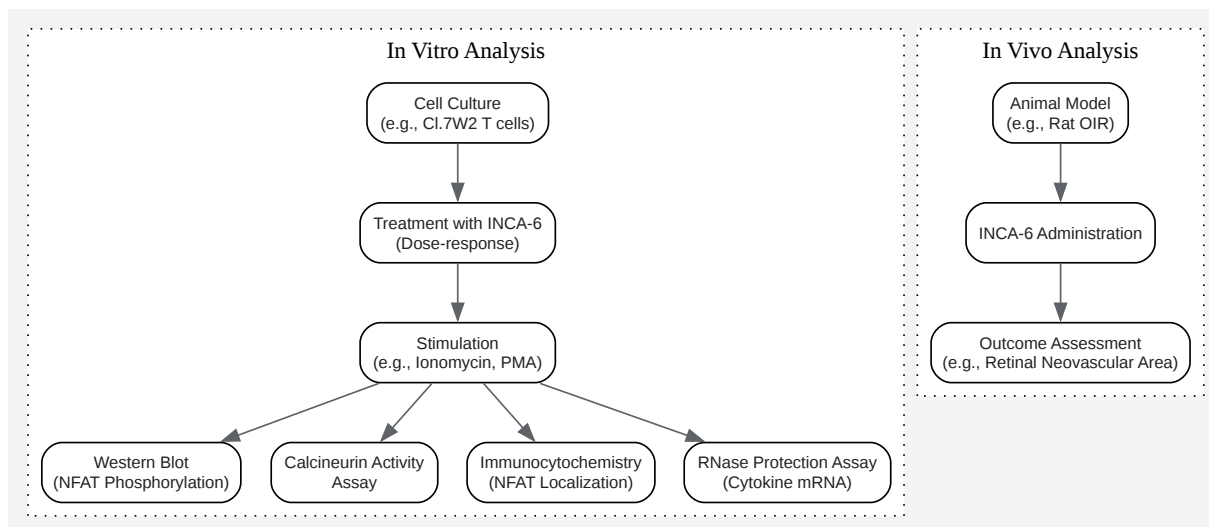 In Vitro Analysis
Cell Culture
(e.g., Cl.7W2 T cells)
Treatment with INCA-6
(Dose-response)
Stimulation
(e.g., Ionomycin, PMA)
Western Blot
(NFAT Phosphorylation)
Calcineurin Activity
Assay
Immunocytochemistry
(NFAT Localization)
RNase Protection Assay
(Cytokine mRNA)
In Vivo Analysis
Animal Model
(e.g., Rat OIR)
INCA-6 Administration
Outcome Assessment
(e.g., Retinal Neovascular Area)